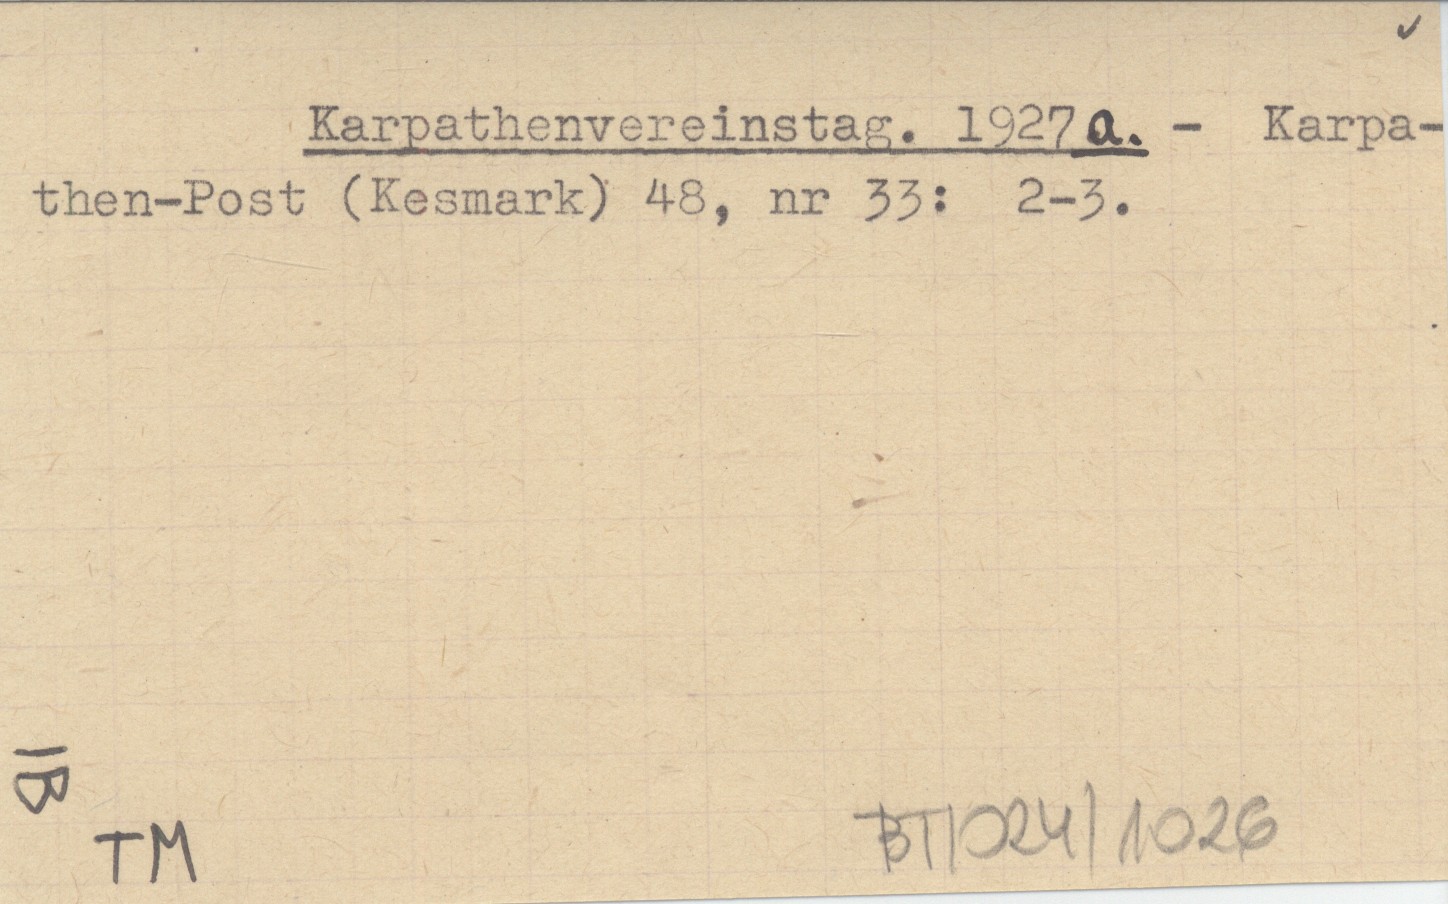 Karpathenvereinstag. 1927a. - Karpa-
then-Post (Kesmark) 48, nr 33: 2-3.
IB
TM
BT/024/1026